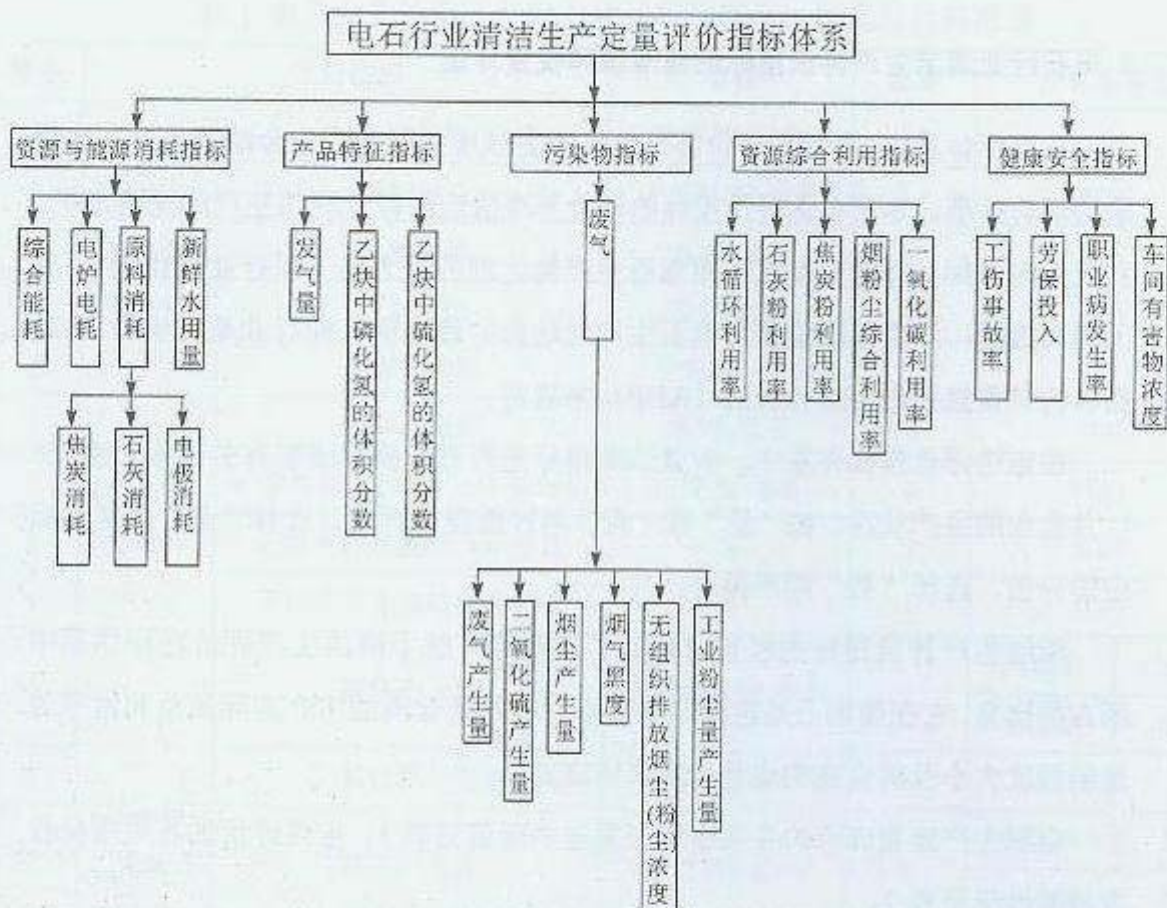 电石行业清洁生产定量评价指标体系
资源与能源消耗指标
产品特征指标
污染物指标
资源综合利用指标
健康安全指标
综合能耗
电炉电耗
原料消耗
新鲜水用量
焦炭消耗
石灰消耗
电极消耗
发气量
乙炔中磷化氢的体积分数
乙炔中硫化氢的体积分数
废气
废气产生量
二氧化硫产生量
烟尘产生量
烟气黑度
无组织排放烟尘(粉尘)浓度
工业粉尘量产生量
水循环利用率
石灰粉利用率
焦炭粉利用率
烟粉尘综合利用率
一氧化碳利用率
工伤事故率
劳保投入
职业病发生率
车间有害物浓度